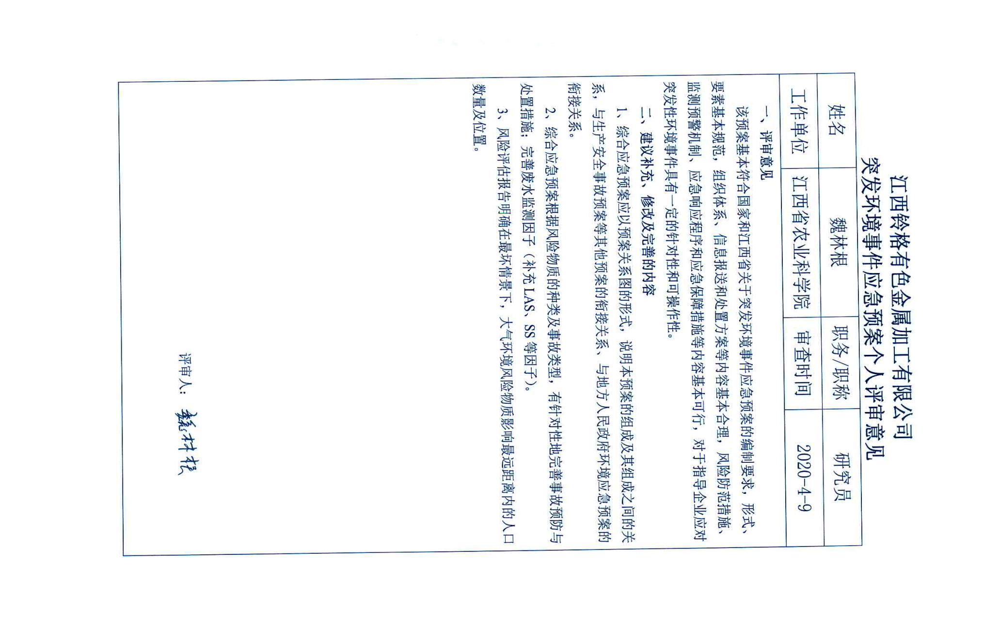 江西铃格有色金属加工有限公司
突发环境事件应急预案个人评审意见
姓名 魏林根 职务/职称 研究员
工作单位 江西省农业科学院 审查时间 2020-4-9
一、评审意见
该预案基本符合国家和江西省关于突发环境事件应急预案的编制要求，形式、
要素基本规范，组织体系、信息报送和处置方案等内容基本合理，风险防范措施、
监测预警机制、应急响应程序和应急保障措施等内容基本可行，对于指导企业应对
突发性环境事件具有一定的针对性和可操作性。
二、建议补充、修改及完善的内容
1、综合应急预案应以预案关系图的形式，说明本预案的组成及其组成之间的关
系，与生产安全事故预案等其他预案的衔接关系、与地方人民政府环境应急预案的
衔接关系。
2、综合应急预案根据风险物质的种类及事故类型，有针对性地完善事故预防与
处置措施；完善废水监测因子（补充 LAS、SS 等因子）。
3、风险评估报告明确在最坏情景下，大气环境风险物质影响最远距离内的人口
数量及位置。
评审人：魏林根